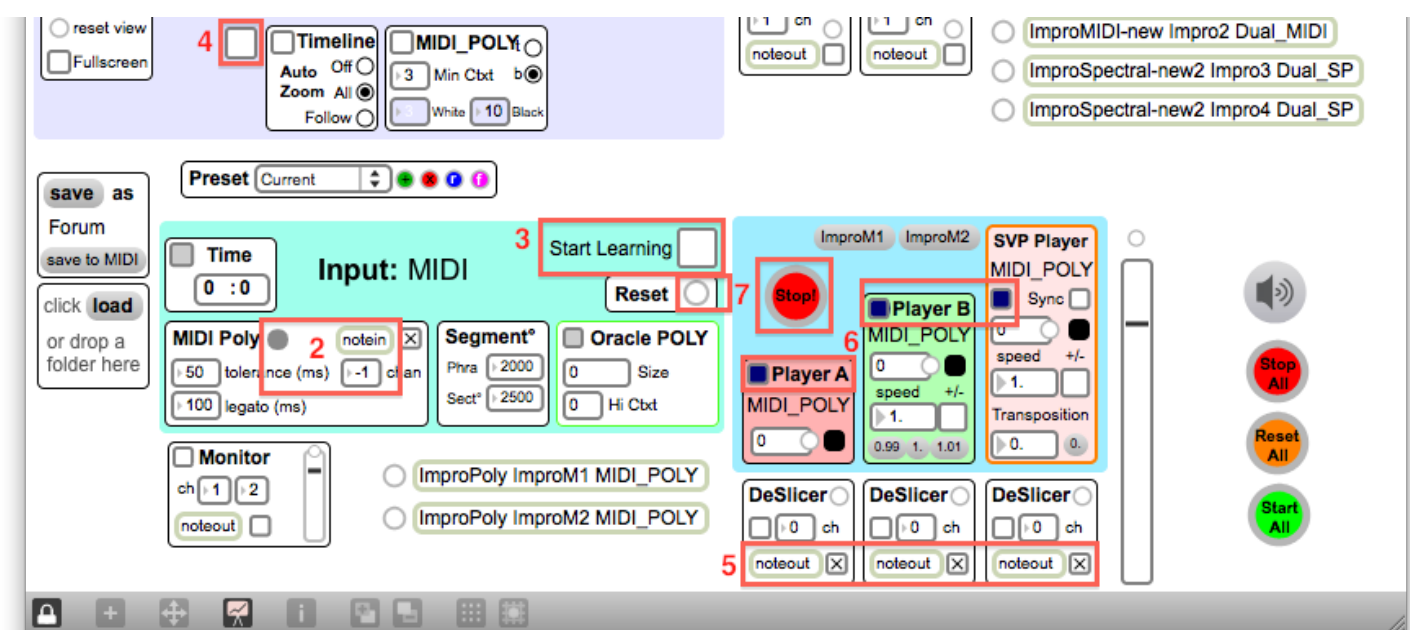 reset view
Fullscreen
4
Timeline
Auto Off
Zoom All
Follow
MIDI_POLY
3 Min Ctxt b
3 White 10 Black
1 ch
noteout
1 ch
noteout
ImproMIDI-new Impro2 Dual_MIDI
ImproSpectral-new2 Impro3 Dual_SP
ImproSpectral-new2 Impro4 Dual_SP
save as
Forum
save to MIDI
click load
or drop a
folder here
Preset Current
r f
Time
0 : 0
Input: MIDI
3 Start Learning
Reset
7
MIDI Poly 2 notein
50 tolerance (ms) -1 chan
100 legato (ms)
Segment°
Phra 2000
Sect° 2500
Oracle POLY
0 Size
0 Hi Ctxt
Monitor
ch 1 2
noteout
ImproPoly ImproM1 MIDI_POLY
ImproPoly ImproM2 MIDI_POLY
ImproM1 ImproM2
Stop!
6
Player A
MIDI_POLY
0
Player B
MIDI_POLY
0
speed +/-
1.
0.99 1. 1.01
SVP Player
MIDI_POLY
Sync
0
speed +/-
1.
Transposition
0. 0.
5
DeSlicer
0 ch
noteout
DeSlicer
0 ch
noteout
DeSlicer
0 ch
noteout
Stop
All
Reset
All
Start
All